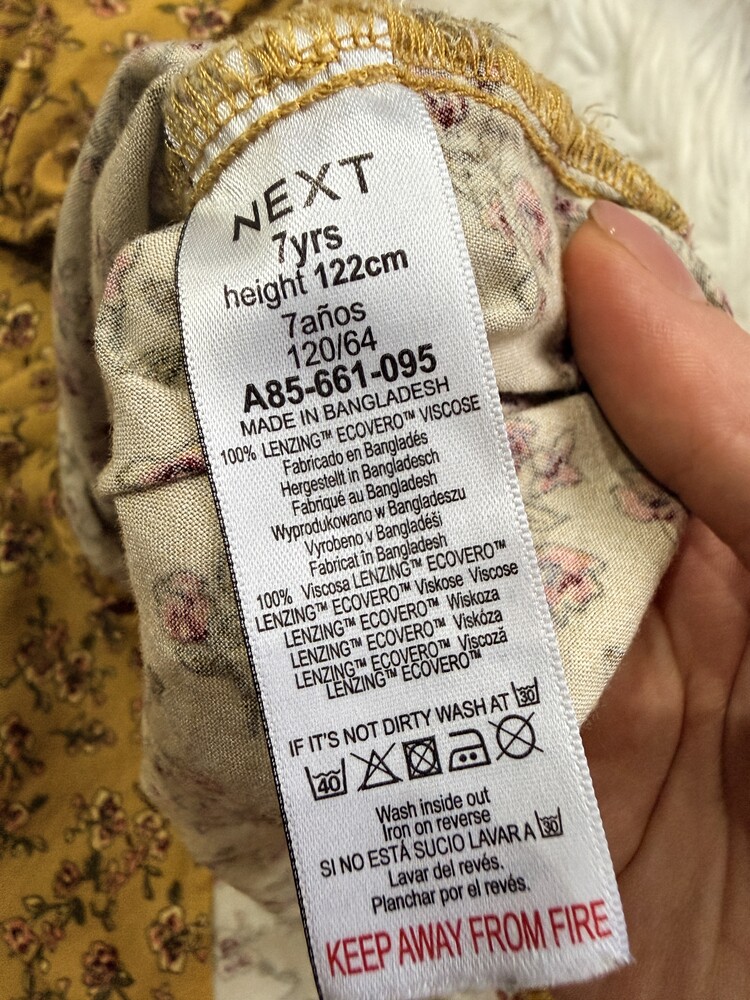 NEXT
7yrs
height 122cm
7años
120/64
A85-661-095
MADE IN BANGLADESH
100% LENZING™ ECOVERO™ VISCOSE
Fabricado en Bangladés
Hergestellt in Bangladesch
Fabriqué au Bangladesh
Wyprodukowano w Bangladeszu
Vyrobeno v Bangladéši
Fabricat în Bangladesh
100% Viscosa LENZING™ ECOVERO™
LENZING™ ECOVERO™ Viskose Viscose
LENZING™ ECOVERO™ Wiskoza
LENZING™ ECOVERO™ Viskóza
LENZING™ ECOVERO™ Viscoză
LENZING™ ECOVERO™
IF IT'S NOT DIRTY WASH AT 30
40
Wash inside out
Iron on reverse
SI NO ESTÁ SUCIO LAVAR A 30
Lavar del revés.
Planchar por el revés.
KEEP AWAY FROM FIRE